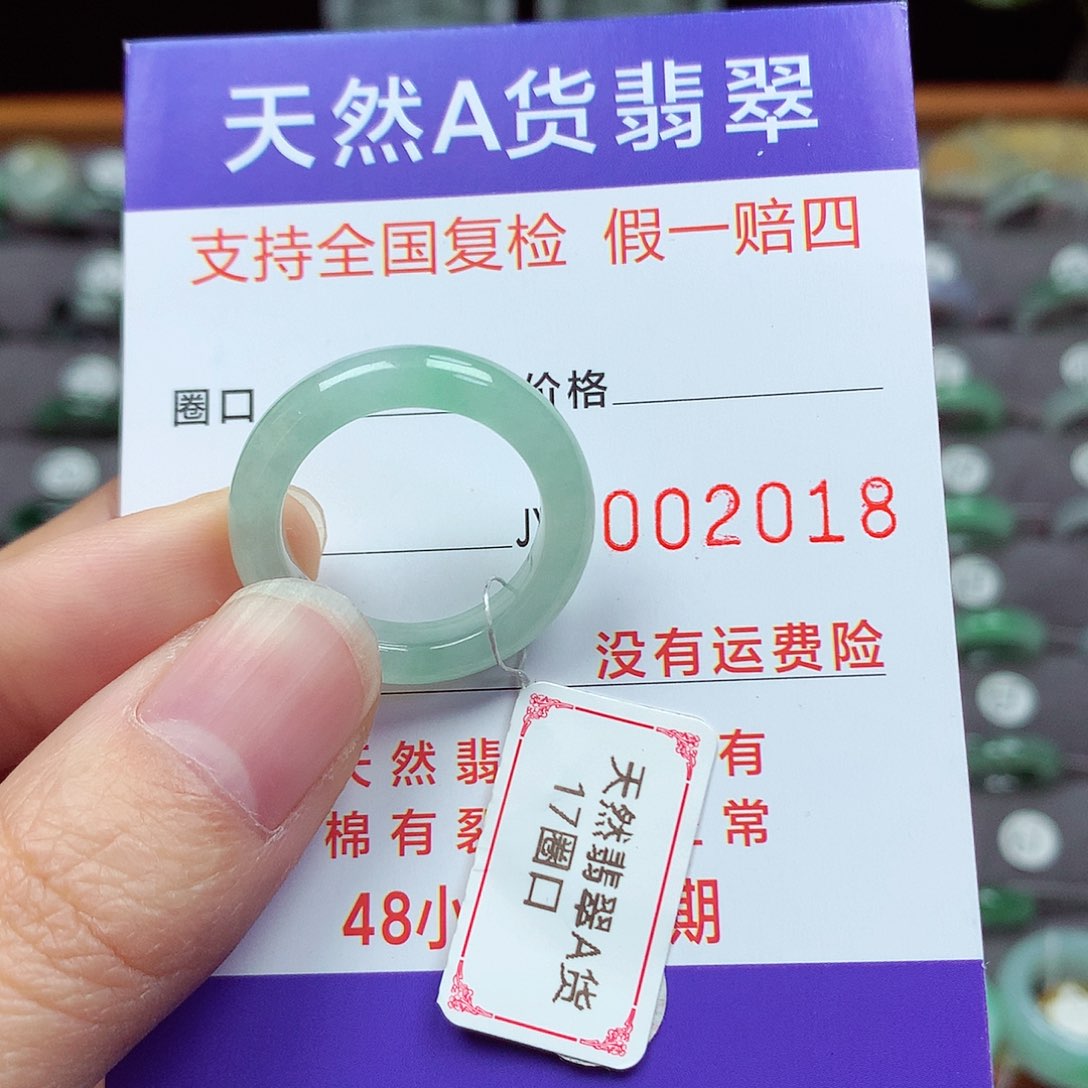 天然A货翡翠
支持全国复检 假一赔四
圈口 价格
002018
没有运费险
天然翡 有
棉有裂 常
48小 期
天然翡翠A货
17圈口